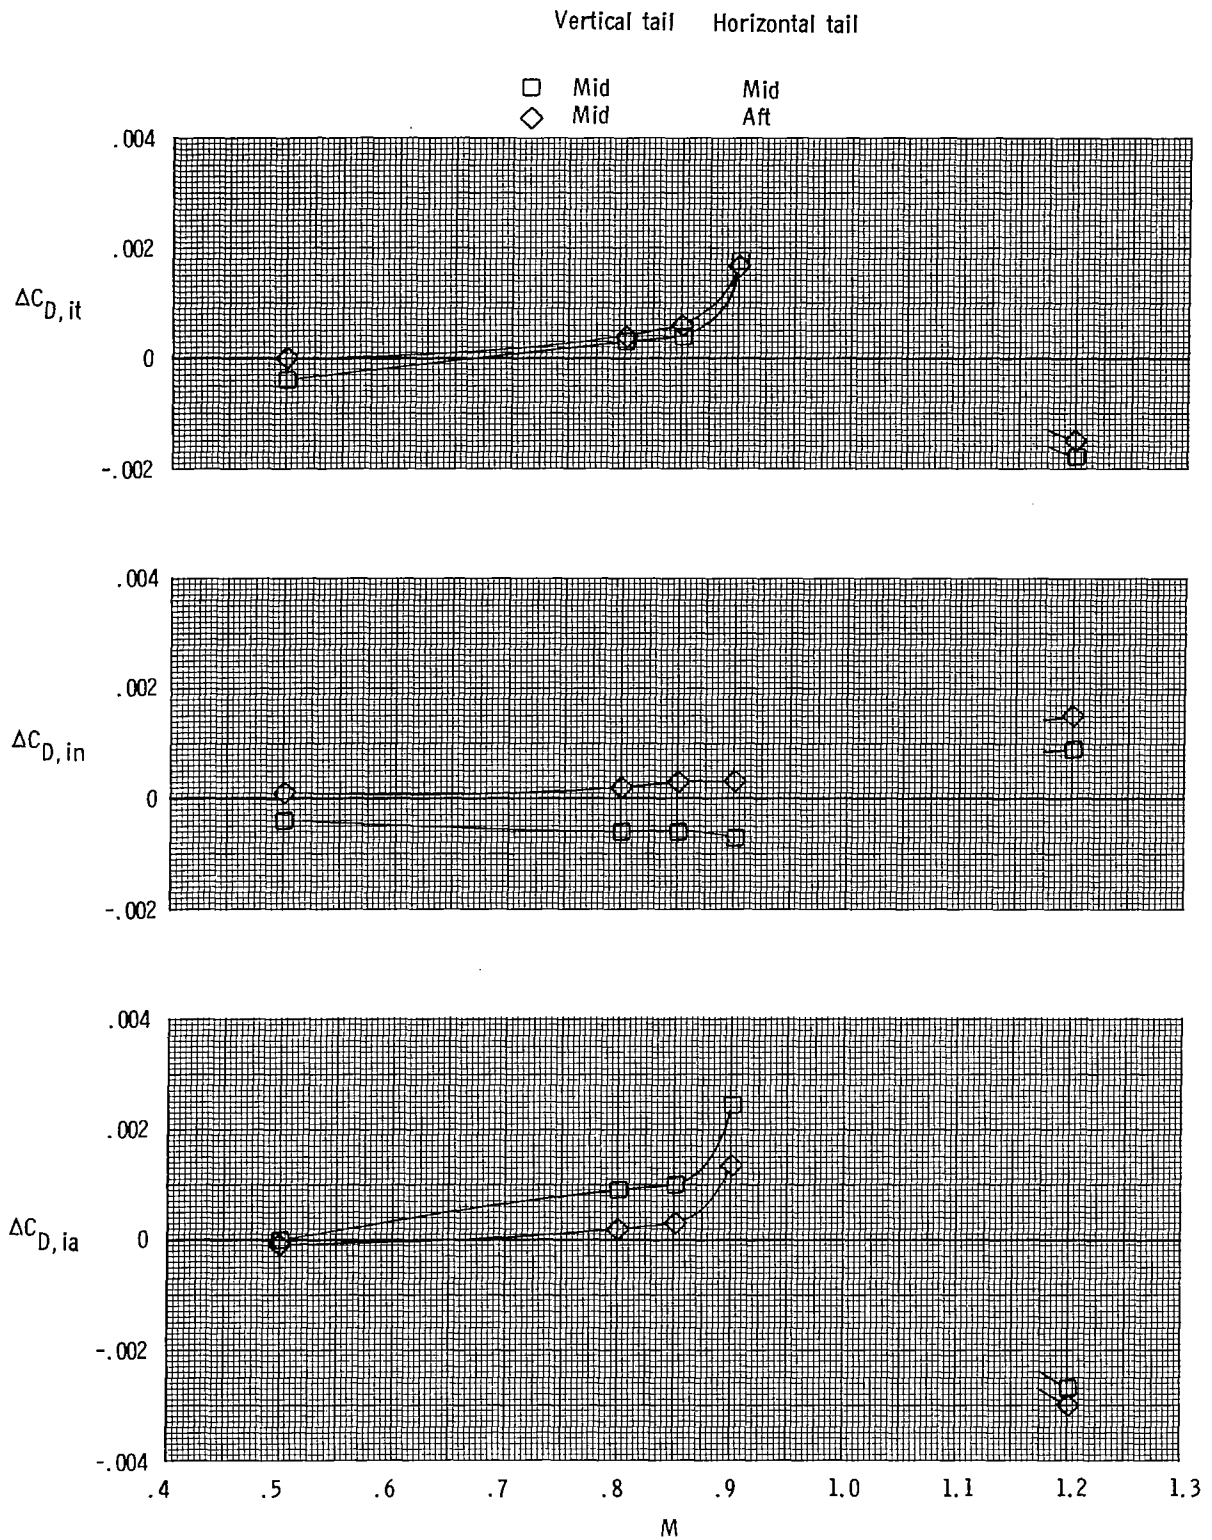 Vertical tail Horizontal tail
Mid Mid
Mid Aft
.004
.002
ΔC_D,it
0
-.002
.004
.002
ΔC_D,in
0
-.002
.004
.002
ΔC_D,ia
0
-.002
-.004
.4 .5 .6 .7 .8 .9 1.0 1.1 1.2 1.3
M